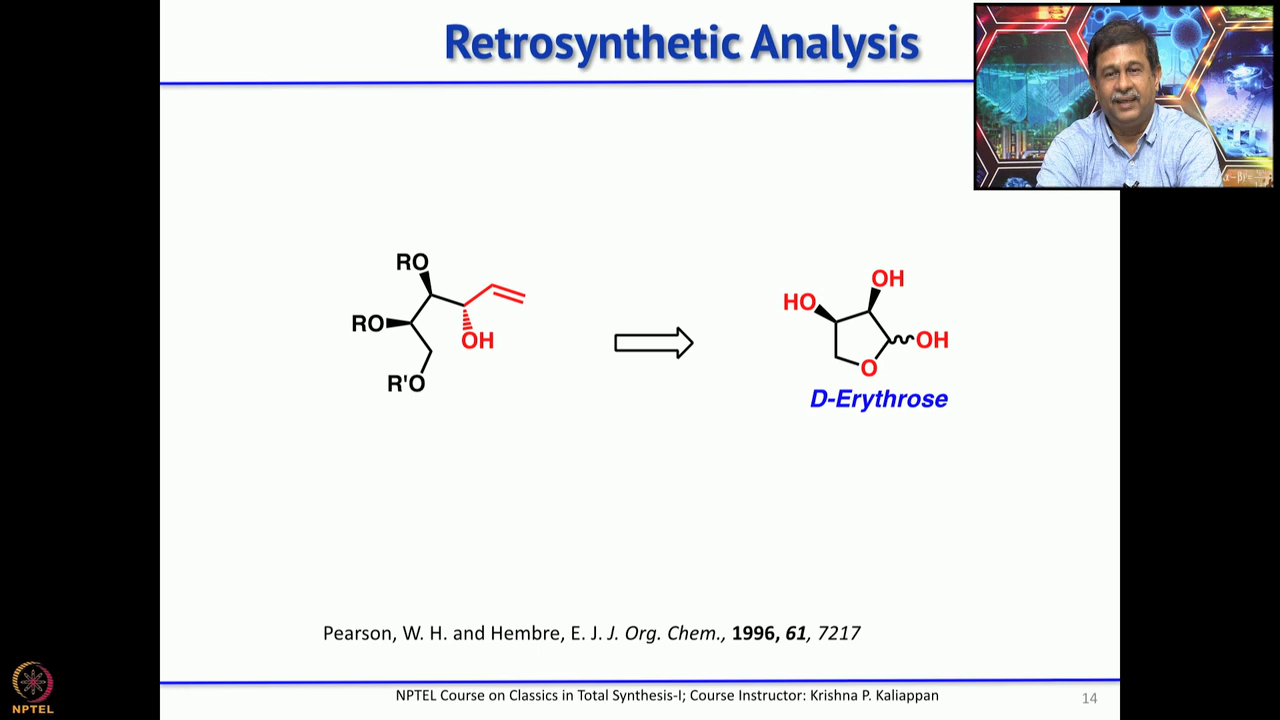 Retrosynthetic Analysis
RO
RO
OH
R'O
OH
HO
OH
O
D-Erythrose
Pearson, W. H. and Hembre, E. J. J. Org. Chem., 1996, 61, 7217
NPTEL Course on Classics in Total Synthesis-I; Course Instructor: Krishna P. Kaliappan
14
NPTEL